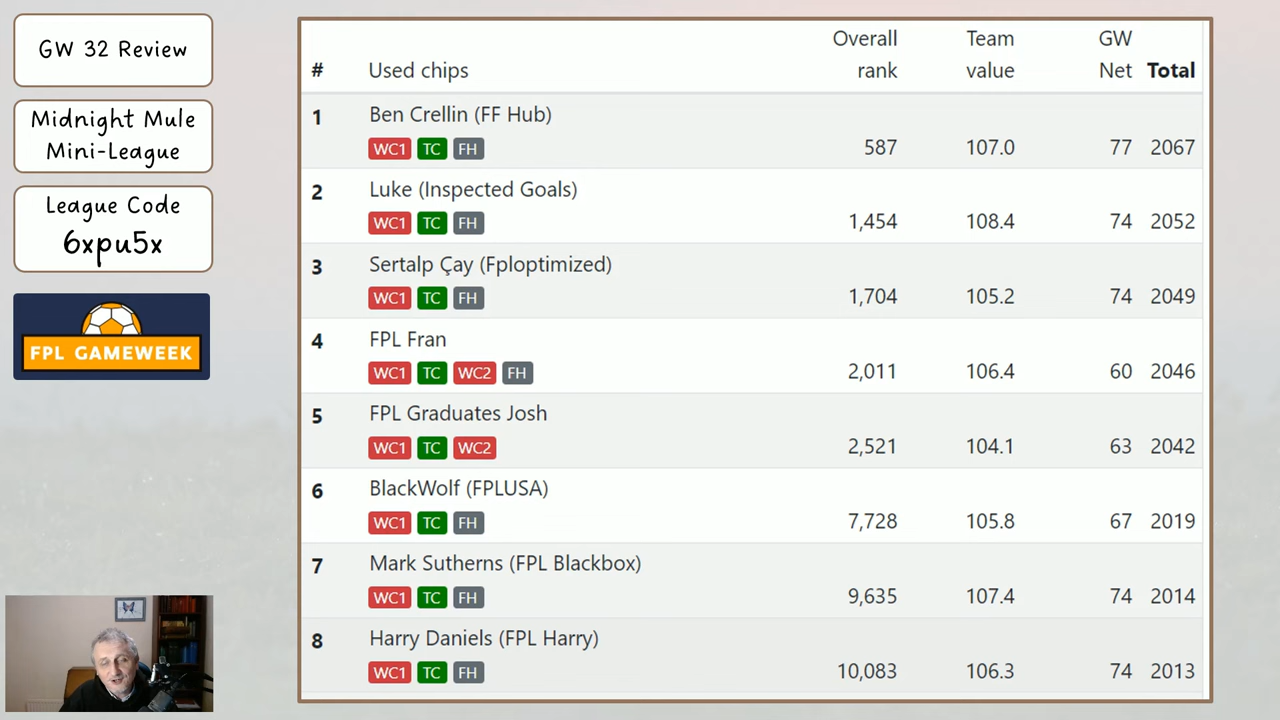 GW 32 Review
Midnight Mule
Mini-League
League Code
6xpu5x
FPL GAMEWEEK
# Used chips Overall rank Team value GW Net Total
1 Ben Crellin (FF Hub)
WC1 TC FH 587 107.0 77 2067
2 Luke (Inspected Goals)
WC1 TC FH 1,454 108.4 74 2052
3 Sertalp Çay (Fploptimized)
WC1 TC FH 1,704 105.2 74 2049
4 FPL Fran
WC1 TC WC2 FH 2,011 106.4 60 2046
5 FPL Graduates Josh
WC1 TC WC2 2,521 104.1 63 2042
6 BlackWolf (FPLUSA)
WC1 TC FH 7,728 105.8 67 2019
7 Mark Sutherns (FPL Blackbox)
WC1 TC FH 9,635 107.4 74 2014
8 Harry Daniels (FPL Harry)
WC1 TC FH 10,083 106.3 74 2013